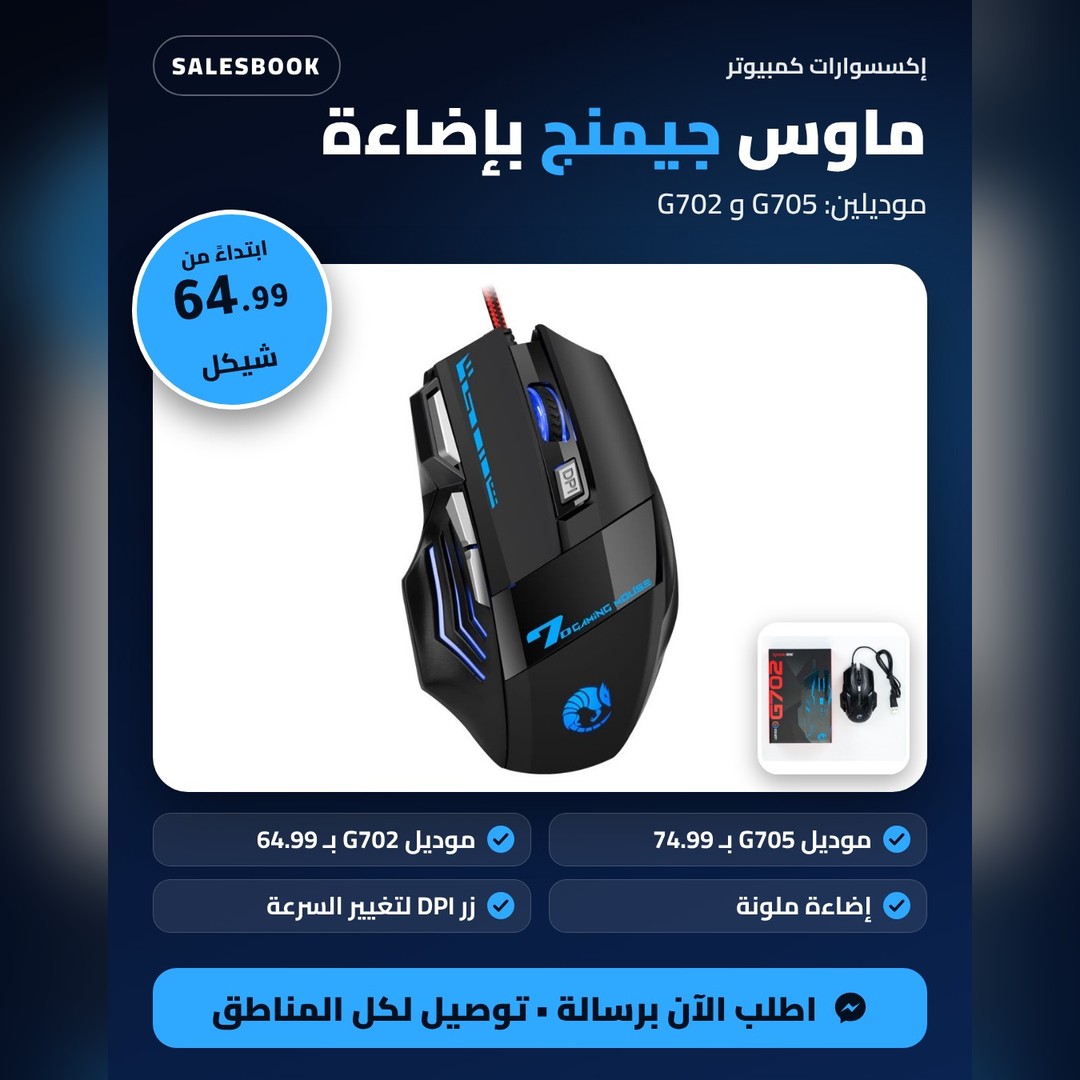 SALESBOOK
إكسسوارات كمبيوتر
ماوس جيمنج بإضاءة
موديلين: G705 و G702
ابتداءً من
64.99
شيكل
DPI
7D GAMING MOUSE
G702
موديل G705 بـ 74.99
موديل G702 بـ 64.99
إضاءة ملونة
زر DPI لتغيير السرعة
اطلب الآن برسالة ▪ توصيل لكل المناطق